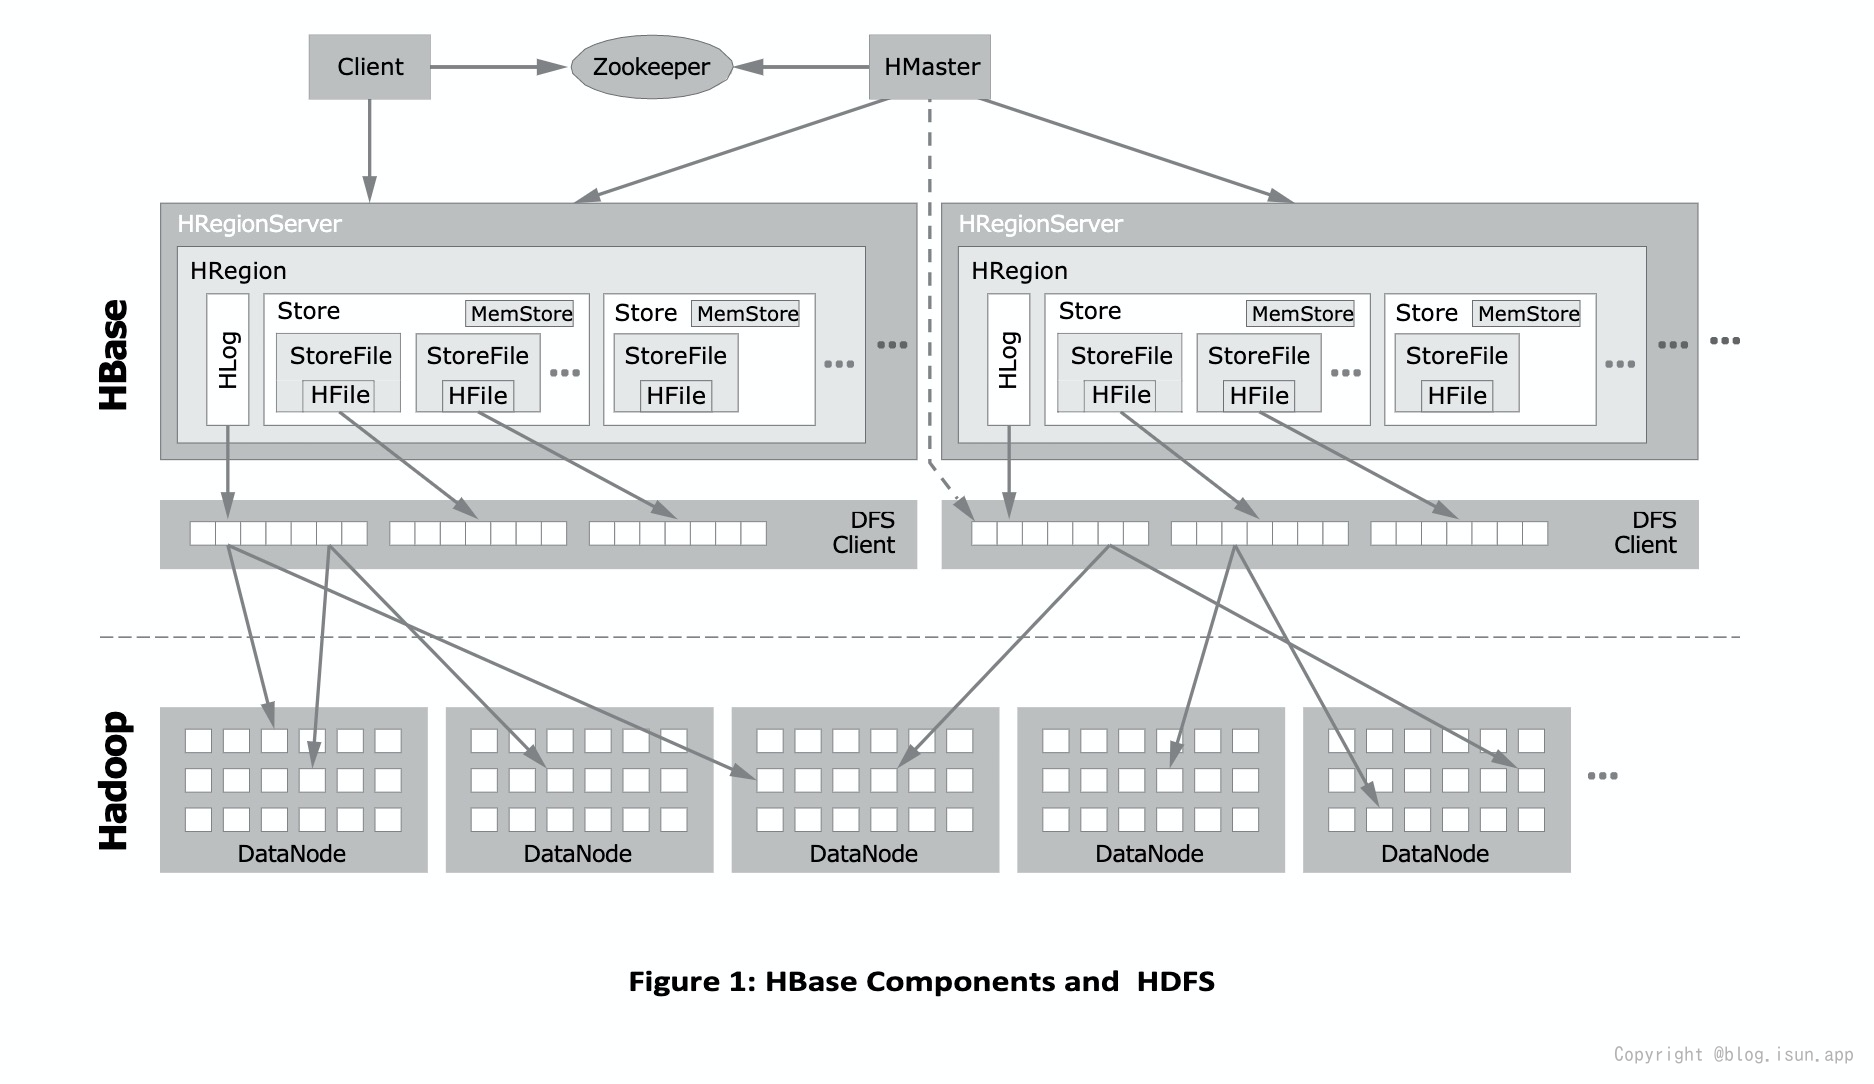 Client
Zookeeper
HMaster
HBase
HRegionServer
HRegion
HLog
Store
MemStore
StoreFile
HFile
StoreFile
HFile
...
Store
MemStore
StoreFile
HFile
...
...
HRegionServer
HRegion
HLog
Store
MemStore
StoreFile
HFile
StoreFile
HFile
...
Store
MemStore
StoreFile
HFile
...
...
...
DFS
Client
DFS
Client
Hadoop
DataNode
DataNode
DataNode
DataNode
DataNode
...
Figure 1: HBase Components and HDFS
Copyright @blog.isun.app